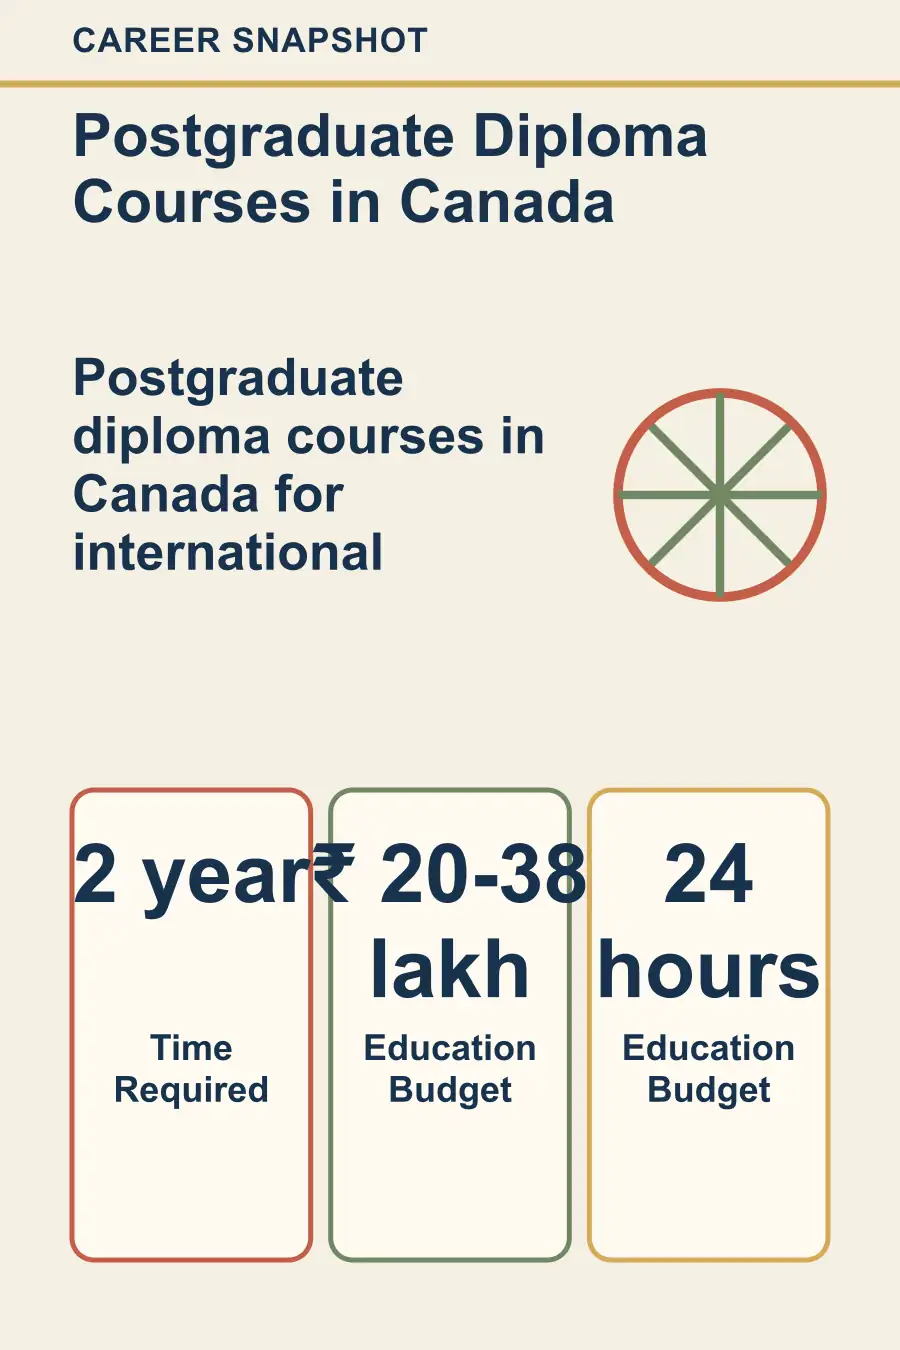 CAREER SNAPSHOT
Postgraduate Diploma
Courses in Canada
Postgraduate
diploma courses in
Canada for
international
2 year
Time
Required
₹ 20-38
lakh
Education
Budget
24
hours
Education
Budget